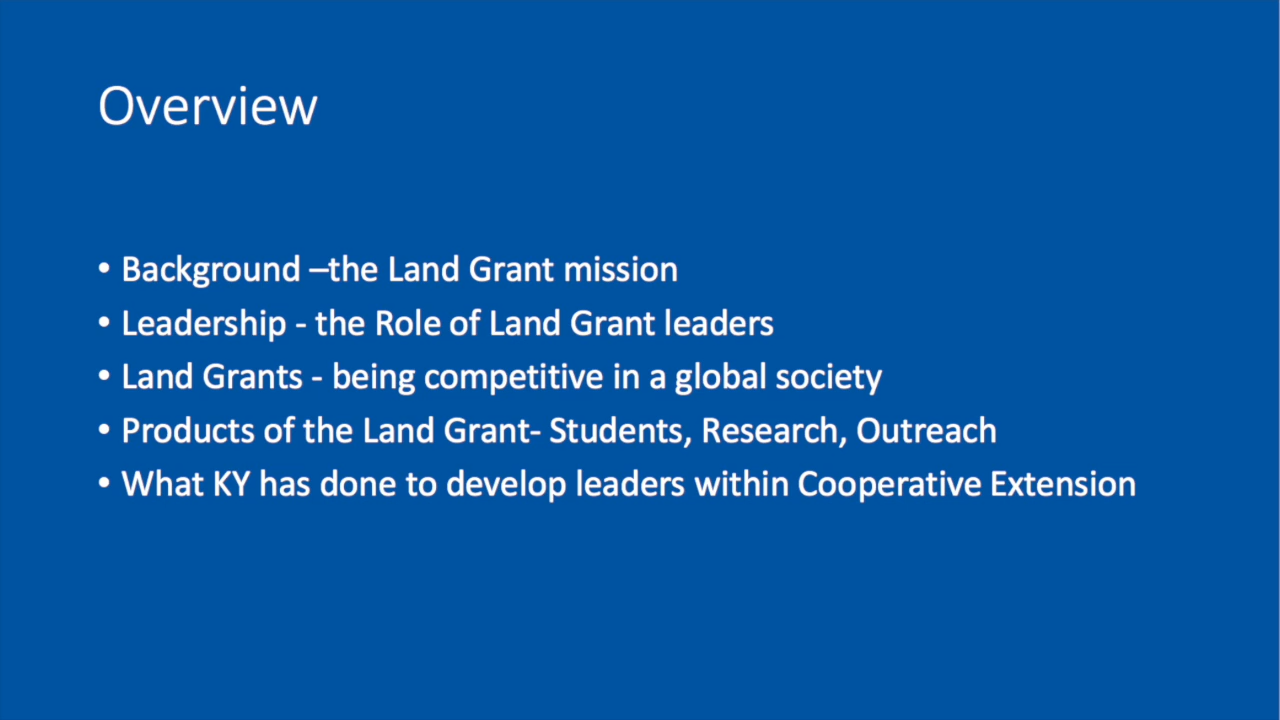 Overview
• Background –the Land Grant mission
• Leadership - the Role of Land Grant leaders
• Land Grants - being competitive in a global society
• Products of the Land Grant- Students, Research, Outreach
• What KY has done to develop leaders within Cooperative Extension